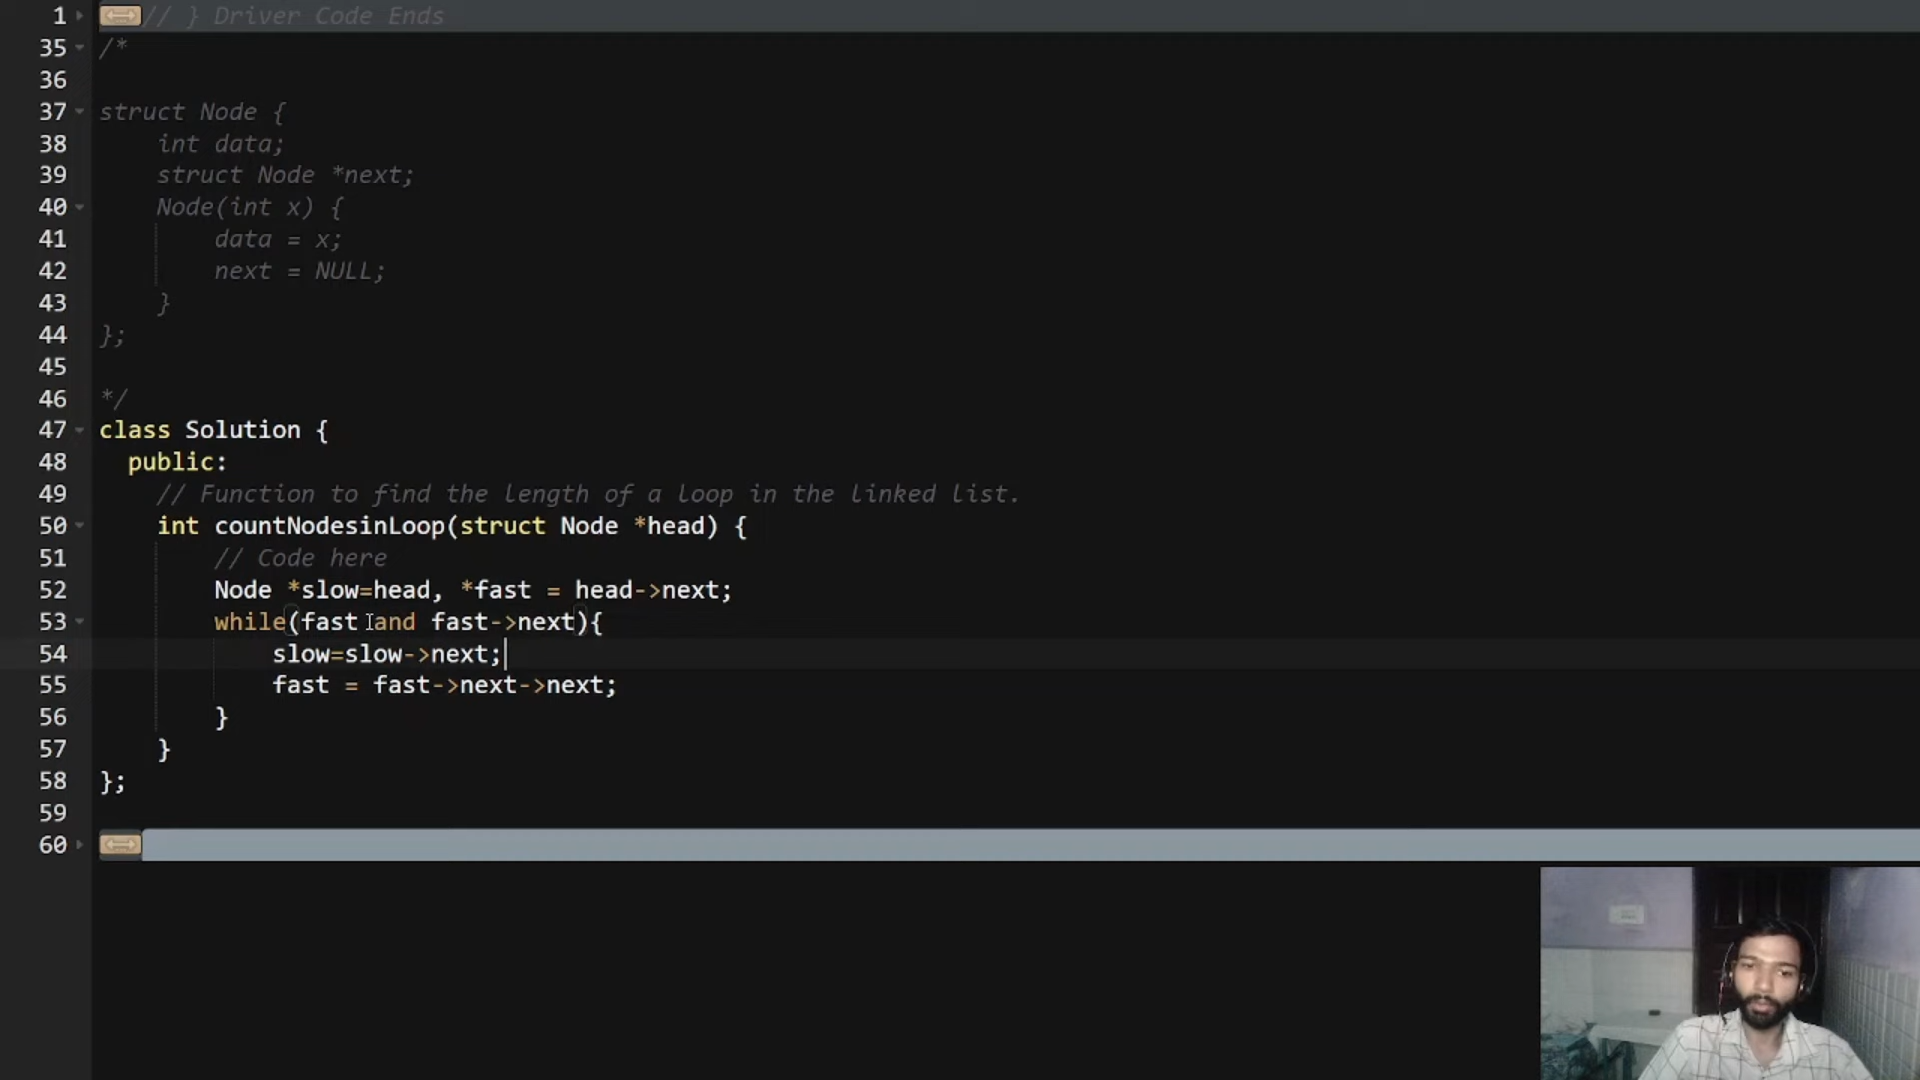 1 // } Driver Code Ends
35 /*
36
37 struct Node {
38 int data;
39 struct Node *next;
40 Node(int x) {
41 data = x;
42 next = NULL;
43 }
44 };
45
46 */
47 class Solution {
48 public:
49 // Function to find the length of a loop in the linked list.
50 int countNodesinLoop(struct Node *head) {
51 // Code here
52 Node *slow=head, *fast = head->next;
53 while(fast and fast->next){
54 slow=slow->next;
55 fast = fast->next->next;
56 }
57 }
58 };
59
60